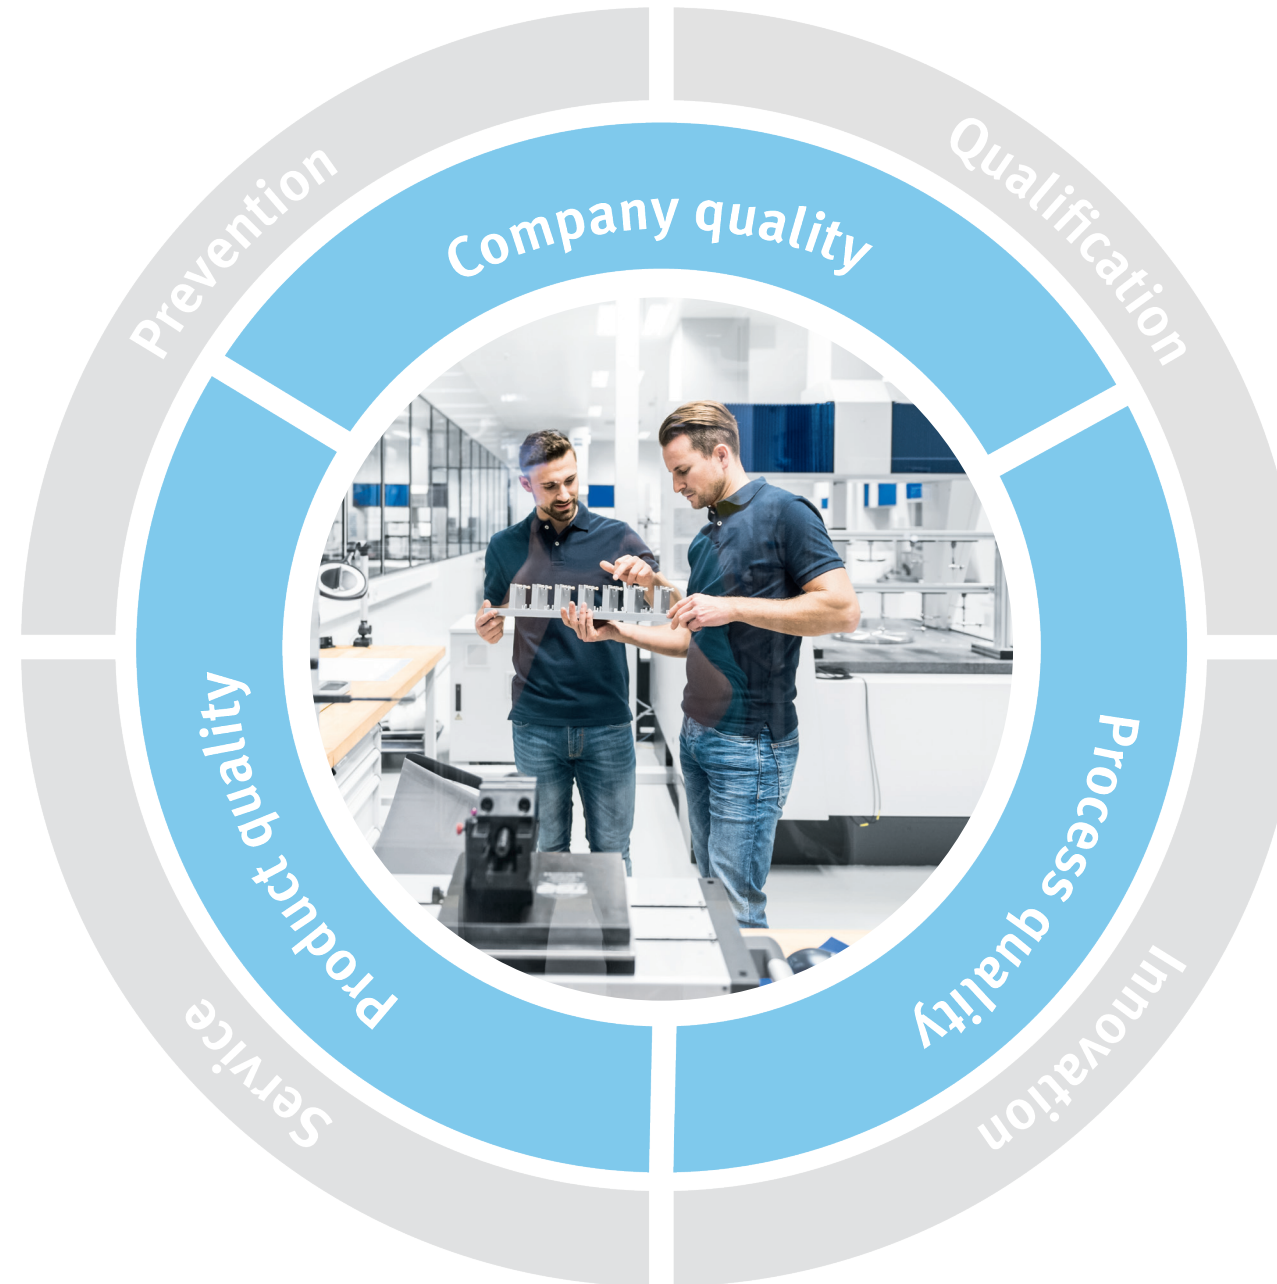 Prevention
Qualification
Company quality
Product quality
Process quality
Service
Innovation